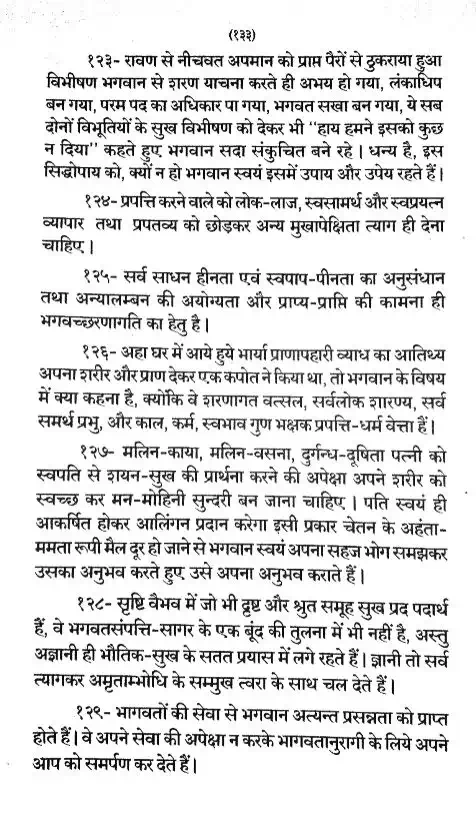 (१३३)
१२३- रावण से नीचवत अपमान को प्राप्त पैरों से ठुकराया हुआ
विभीषण भगवान से शरण याचना करते ही अभय हो गया, लंकाधिप
बन गया, परम पद का अधिकार पा गया, भगवत सखा बन गया, ये सब
दोनों विभूतियों के सुख विभीषण को देकर भी "हाय हमने इसको कुछ
न दिया" कहते हुए भगवान सदा संकुचित बने रहे । धन्य है, इस
सिद्धोपाय को, क्यों न हो भगवान स्वयं इसमें उपाय और उपेय रहते हैं ।
१२४- प्रपत्ति करने वाले को लोक-लाज, स्वसामर्थ और स्वप्रयत्न
व्यापार तथा प्रपतव्य को छोड़कर अन्य मुखापेक्षिता त्याग ही देना
चाहिए ।
१२५- सर्व साधन हीनता एवं स्वपाप-पीनता का अनुसंधान
तथा अन्यालम्बन की अयोग्यता और प्राप्य-प्राप्ति की कामना ही
भगवच्छरणागति का हेतु है ।
१२६- अहा घर में आये हुये भार्या प्राणापहारी व्याध का आतिथ्य
अपना शरीर और प्राण देकर एक कपोत ने किया था, तो भगवान के विषय
में क्या कहना है, क्योंकि वे शरणागत वत्सल, सर्वलोक शारण्य, सर्व
समर्थ प्रभु, और काल, कर्म, स्वभाव गुण भक्षक प्रपत्ति-धर्म वेत्ता हैं ।
१२७- मलिन-काया, मलिन-वसना, दुर्गन्ध-दूषिता पत्नी को
स्वपति से शयन-सुख की प्रार्थना करने की अपेक्षा अपने शरीर को
स्वच्छ कर मन-मोहिनी सुन्दरी बन जाना चाहिए । पति स्वयं ही
आकर्षित होकर आलिंगन प्रदान करेगा इसी प्रकार चेतन के अहंता-
ममता रूपी मैल दूर हो जाने से भगवान स्वयं अपना सहज भोग समझकर
उसका अनुभव करते हुए उसे अपना अनुभव कराते हैं ।
१२८- सृष्टि वैभव में जो भी दृष्ट और श्रुत समूह सुख प्रद पदार्थ
हैं, वे भगवतसंपत्ति-सागर के एक बूंद की तुलना में भी नहीं है, अस्तु
अज्ञानी ही भौतिक-सुख के सतत प्रयास में लगे रहते हैं । ज्ञानी तो सर्व
त्यागकर अमृताम्भोधि के सम्मुख त्वरा के साथ चल देते हैं ।
१२९- भागवतों की सेवा से भगवान अत्यन्त प्रसन्नता को प्राप्त
होते हैं । वे अपने सेवा की अपेक्षा न करके भागवतानुरागी के लिये अपने
आप को समर्पण कर देते हैं ।